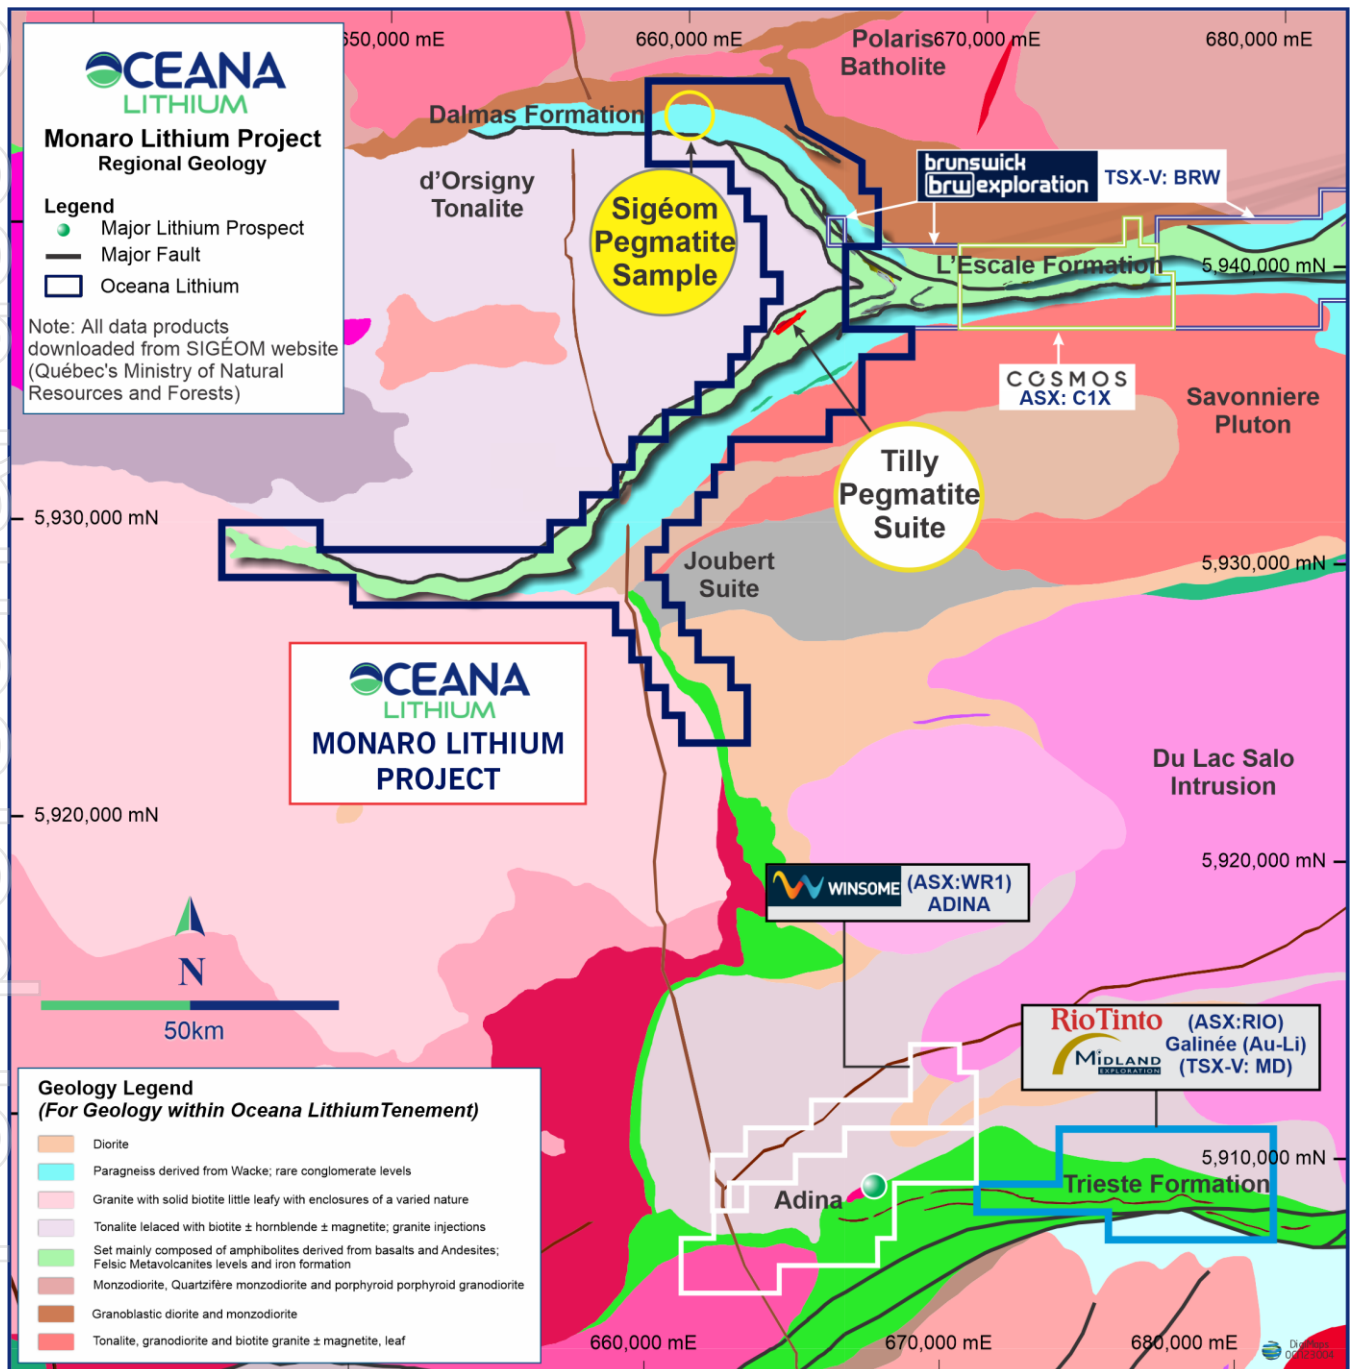 650,000 mE
660,000 mE
670,000 mE
680,000 mE
OCEANA
LITHIUM
Monaro Lithium Project
Regional Geology
Legend
Major Lithium Prospect
Major Fault
Oceana Lithium
Note: All data products
downloaded from SIGÉOM website
(Québec's Ministry of Natural
Resources and Forests)
Polaris
Batholite
Dalmas Formation
d'Orsigny
Tonalite
Sigéom
Pegmatite
Sample
brunswick
brw exploration
TSX-V: BRW
L'Escale Formation
5,940,000 mN
COSMOS
ASX: C1X
Savonniere
Pluton
Tilly
Pegmatite
Suite
5,930,000 mN
5,930,000 mN
Joubert
Suite
OCEANA
LITHIUM
MONARO LITHIUM
PROJECT
Du Lac Salo
Intrusion
5,920,000 mN
5,920,000 mN
WINSOME
(ASX:WR1)
ADINA
N
50km
RioTinto
MIDLAND
EXPLORATION
(ASX:RIO)
Galinée (Au-Li)
(TSX-V: MD)
5,910,000 mN
Trieste Formation
Adina
Geology Legend
(For Geology within Oceana LithiumTenement)
Diorite
Paragneiss derived from Wacke; rare conglomerate levels
Granite with solid biotite little leafy with enclosures of a varied nature
Tonalite lelaced with biotite ± hornblende ± magnetite; granite injections
Set mainly composed of amphibolites derived from basalts and Andesites;
Felsic Metavolcanites levels and iron formation
Monzodiorite, Quartzifère monzodiorite and porphyroid porphyroid granodiorite
Granoblastic diorite and monzodiorite
Tonalite, granodiorite and biotite granite ± magnetite, leaf
660,000 mE
670,000 mE
680,000 mE